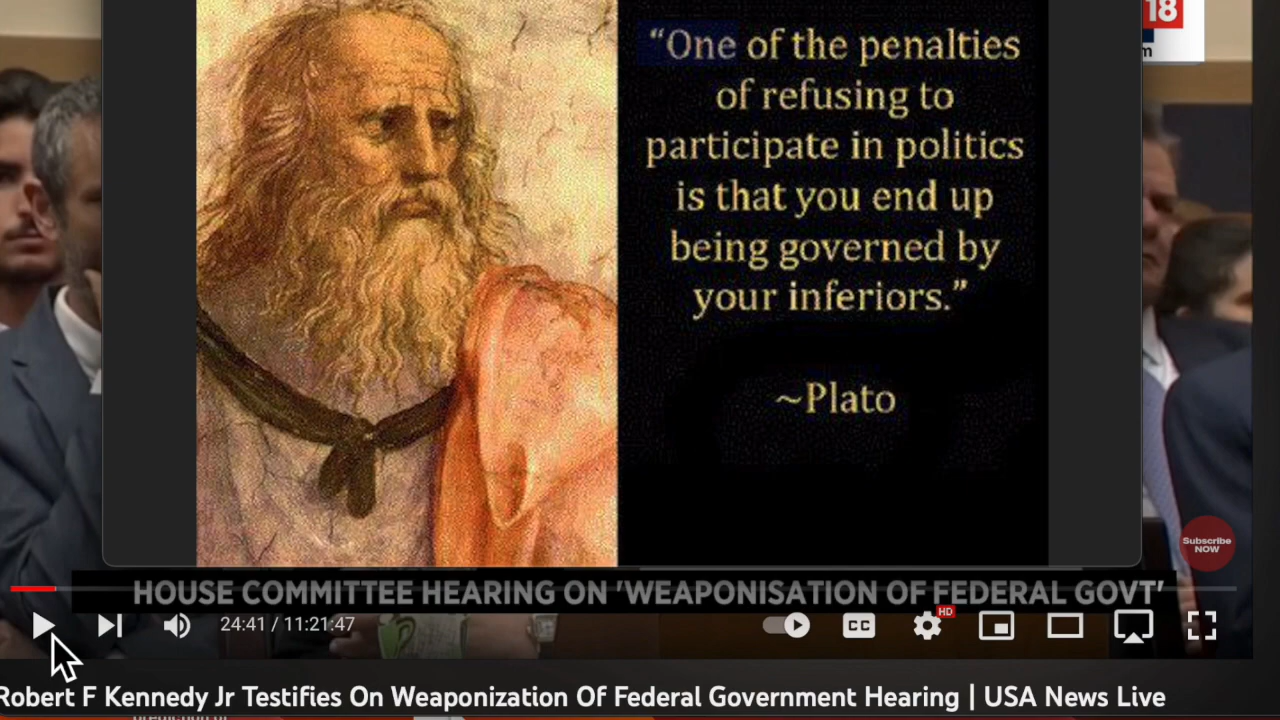 18
m
“One of the penalties
of refusing to
participate in politics
is that you end up
being governed by
your inferiors.”
~Plato
Subscribe
NOW
HOUSE COMMITTEE HEARING ON 'WEAPONISATION OF FEDERAL GOVT'
24:41 / 11:21:47
CC
HD
Robert F Kennedy Jr Testifies On Weaponization Of Federal Government Hearing | USA News Live